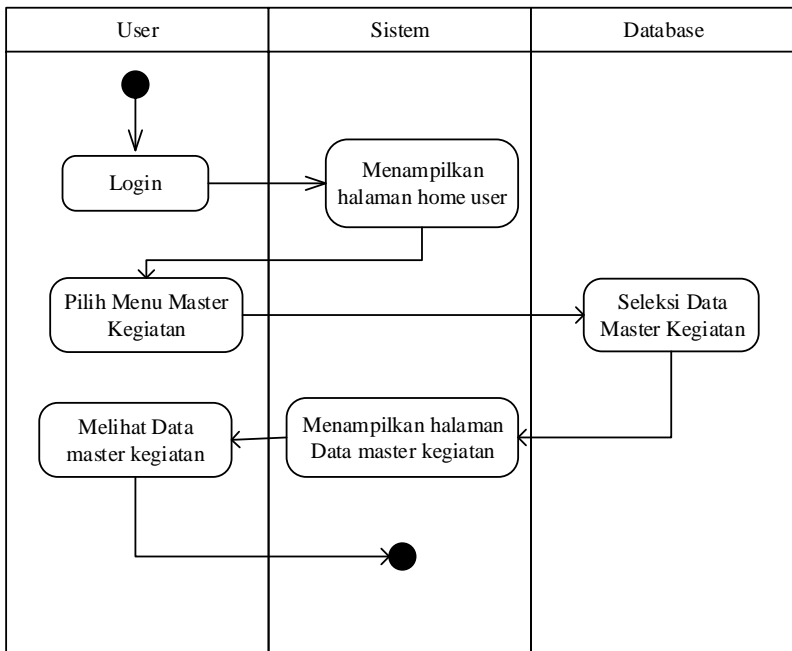 User
Sistem
Database
Login
Menampilkan
halaman home user
Pilih Menu Master
Kegiatan
Seleksi Data
Master Kegiatan
Melihat Data
master kegiatan
Menampilkan halaman
Data master kegiatan